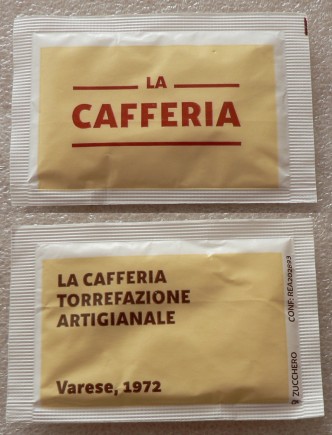 LA
CAFFERIA
LA CAFFERIA
TORREFAZIONE
ARTIGIANALE
Varese, 1972
ZUCCHERO